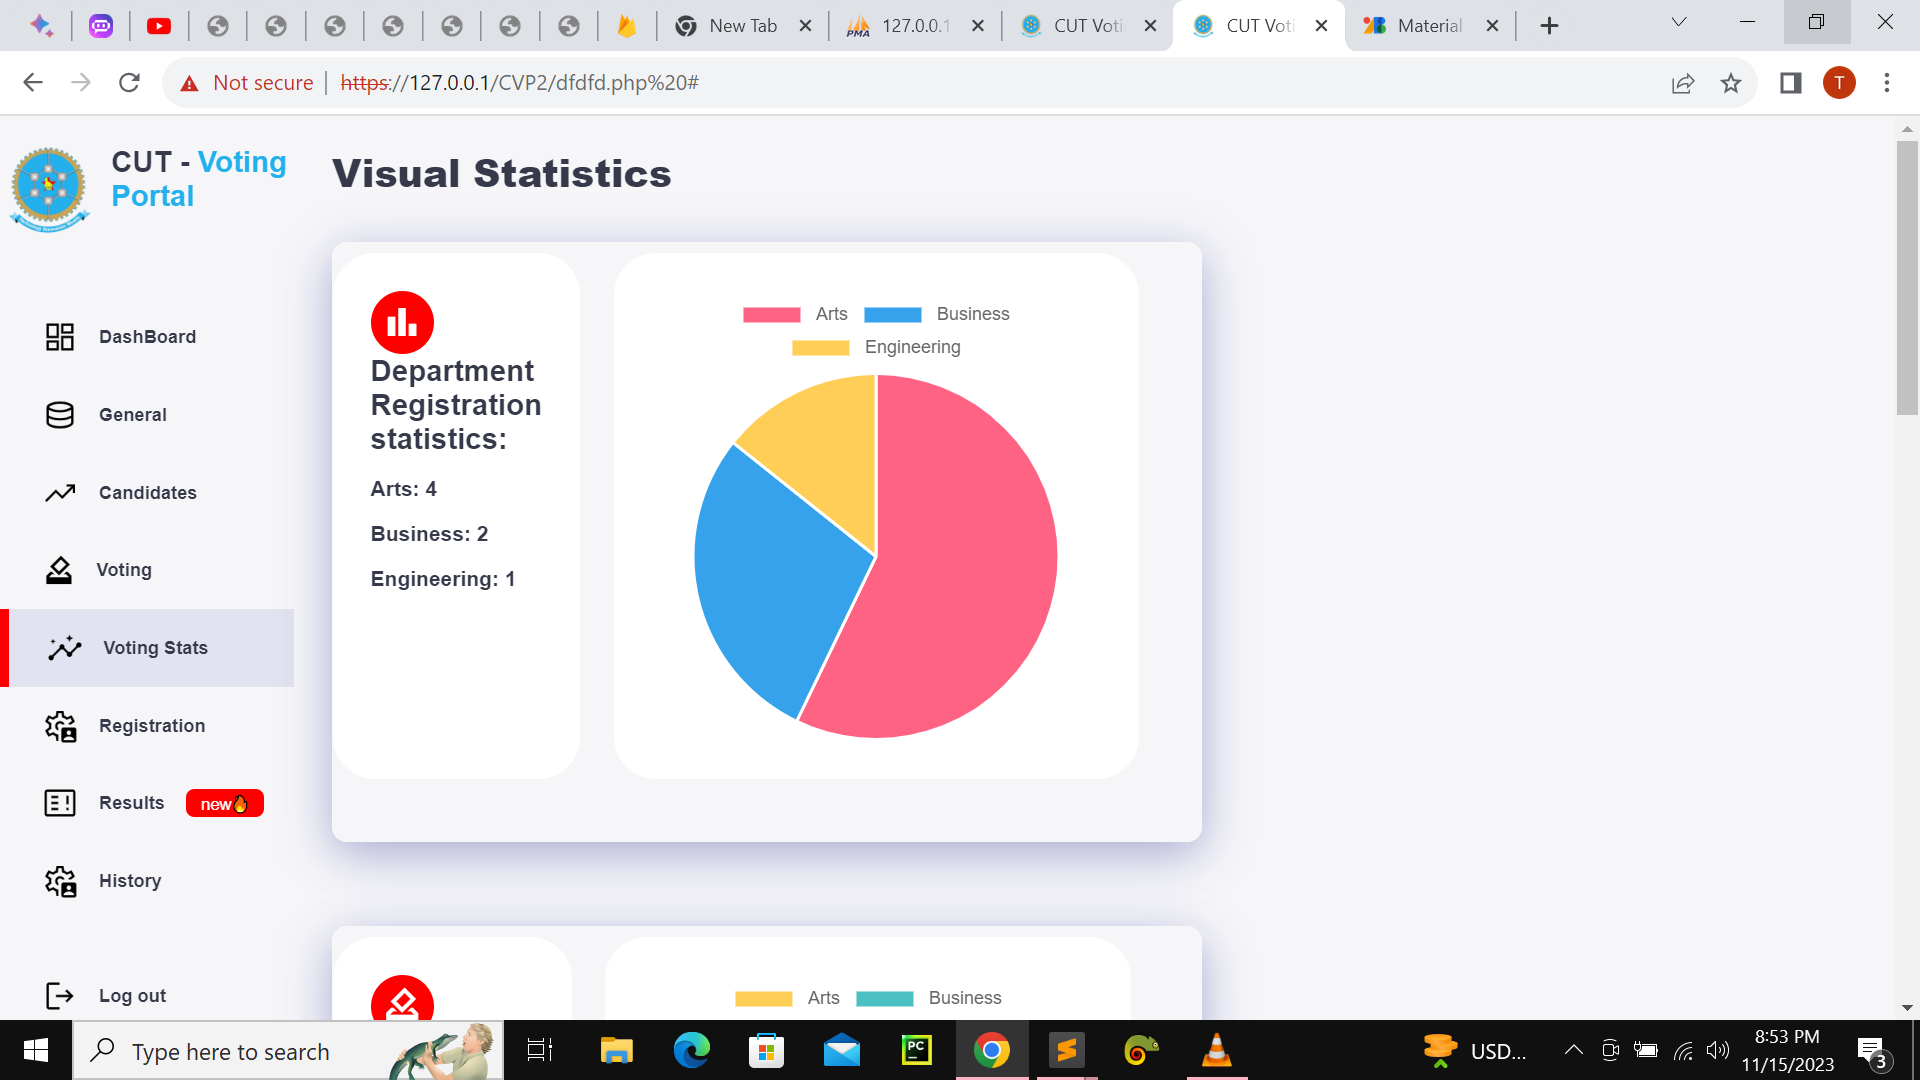 New Tab
127.0.0.1
CUT Voti
CUT Voti
Material
Not secure
https://127.0.0.1/CVP2/dfdfd.php%20#
T
CUT - Voting
Portal
DashBoard
General
Candidates
Voting
Voting Stats
Registration
Results new🔥
History
Log out
Visual Statistics
Department
Registration
statistics:
Arts: 4
Business: 2
Engineering: 1
Arts Business
Engineering
Arts Business
Type here to search
PC
USD...
8:53 PM
11/15/2023
3
PMA